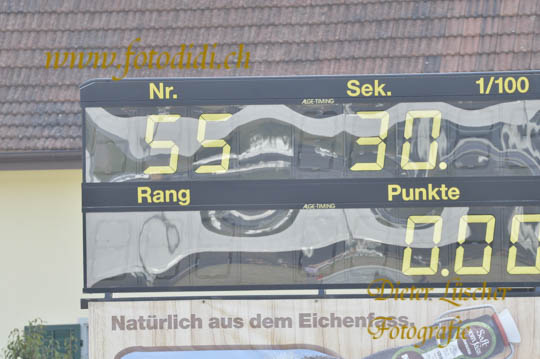 www.fotodidi.ch
Nr. Sek. 1/100
ALGE-TIMING
55 30.
Rang ALGE-TIMING Punkte
0.00
Dieter Lüscher
Natürlich aus dem Eichenfass.
Fotografie